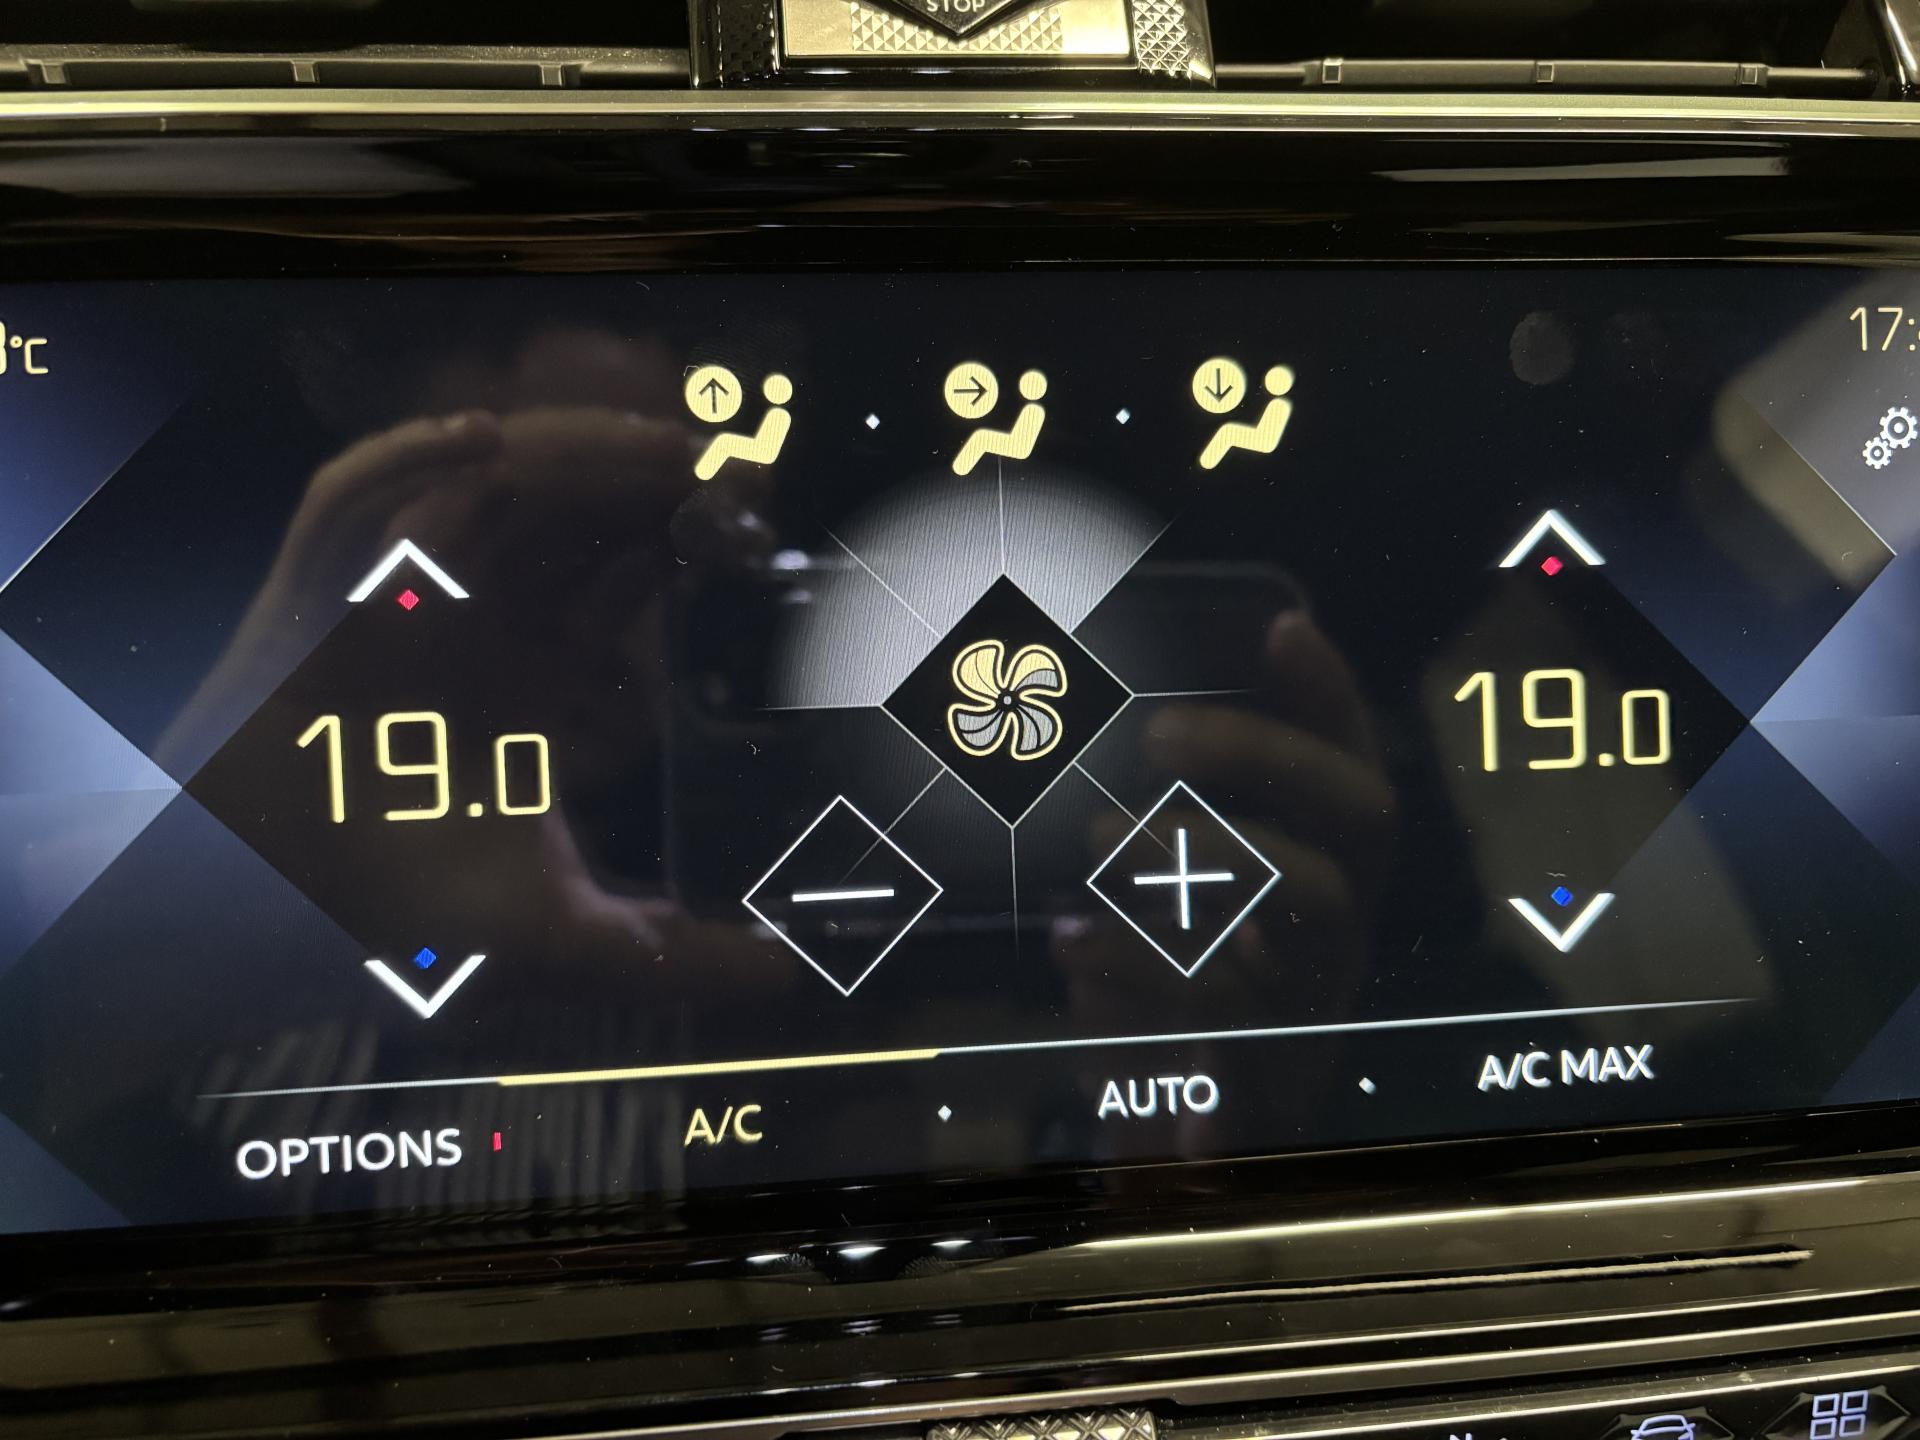 STOP
°C
17:
19.0
19.0
OPTIONS
A/C
AUTO
A/C MAX